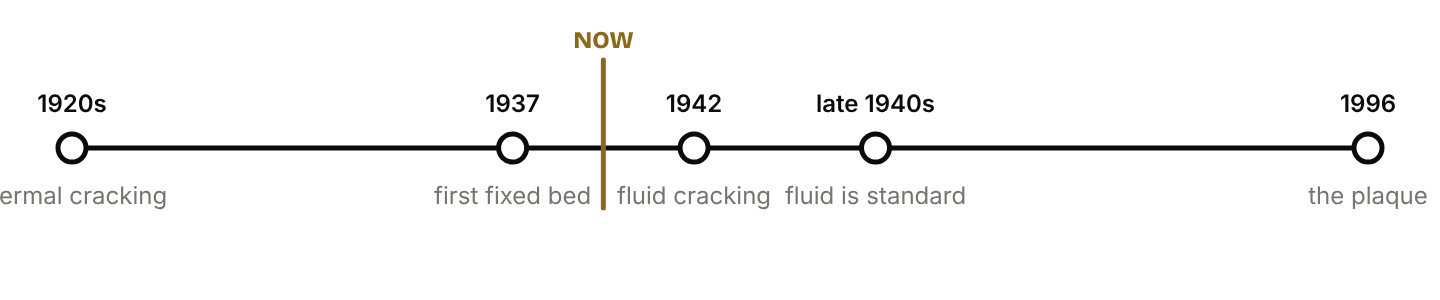 NOW
1920s 1937 1942 late 1940s 1996
ermal cracking first fixed bed fluid cracking fluid is standard the plaque